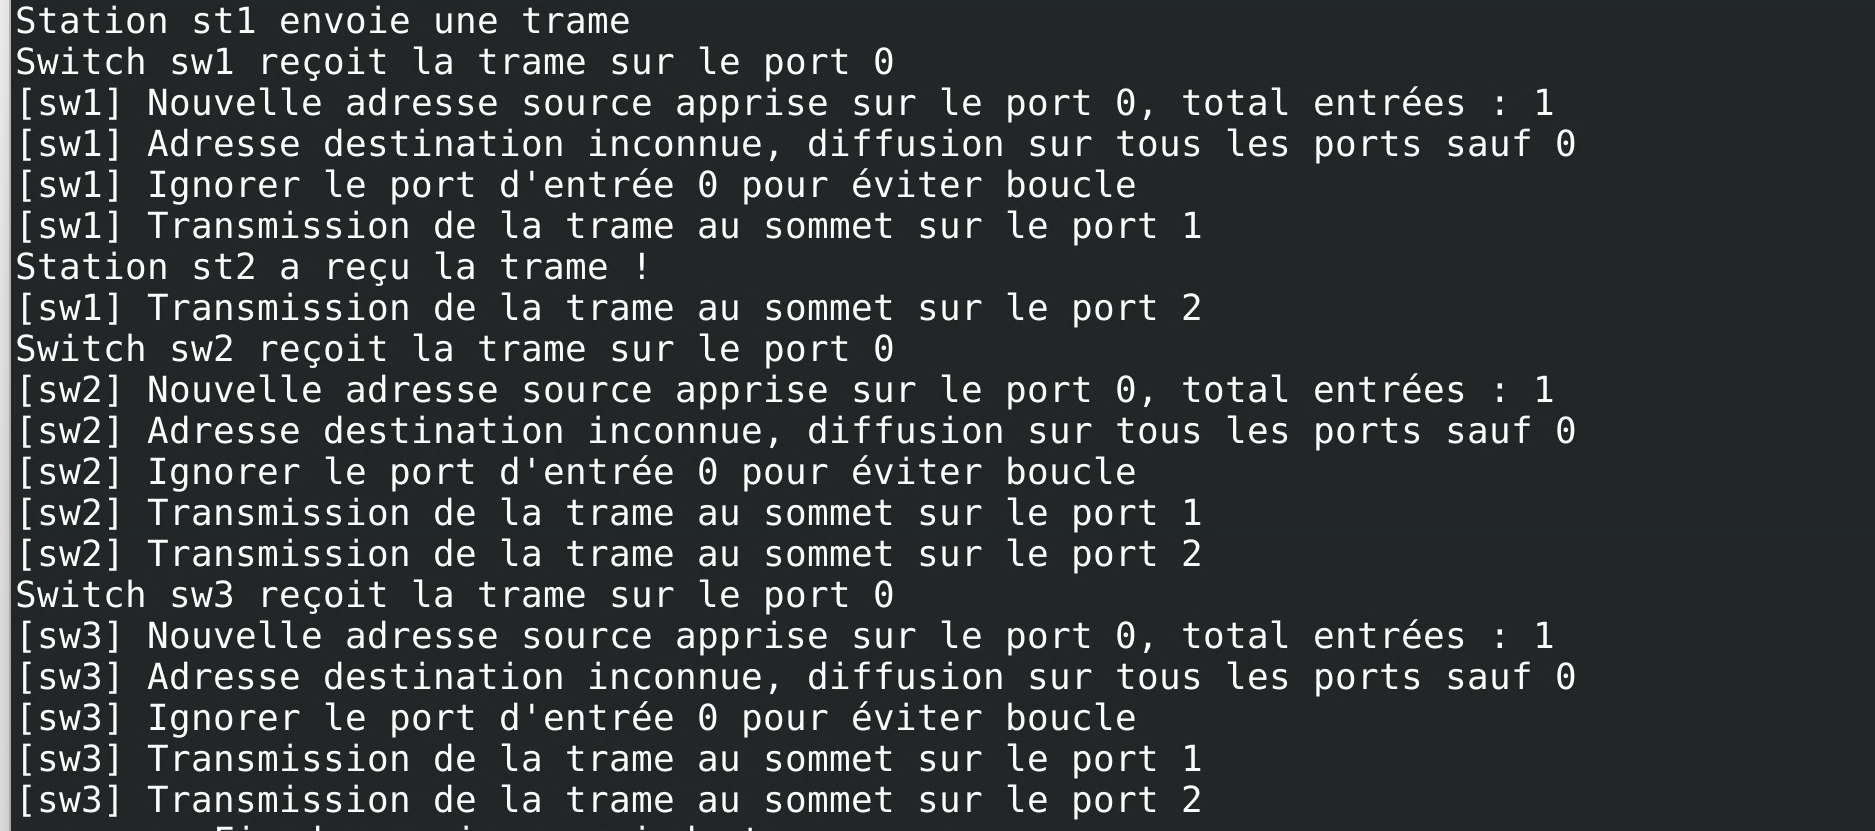 Station st1 envoie une trame
Switch sw1 reçoit la trame sur le port 0
[sw1] Nouvelle adresse source apprise sur le port 0, total entrées : 1
[sw1] Adresse destination inconnue, diffusion sur tous les ports sauf 0
[sw1] Ignorer le port d'entrée 0 pour éviter boucle
[sw1] Transmission de la trame au sommet sur le port 1
Station st2 a reçu la trame !
[sw1] Transmission de la trame au sommet sur le port 2
Switch sw2 reçoit la trame sur le port 0
[sw2] Nouvelle adresse source apprise sur le port 0, total entrées : 1
[sw2] Adresse destination inconnue, diffusion sur tous les ports sauf 0
[sw2] Ignorer le port d'entrée 0 pour éviter boucle
[sw2] Transmission de la trame au sommet sur le port 1
[sw2] Transmission de la trame au sommet sur le port 2
Switch sw3 reçoit la trame sur le port 0
[sw3] Nouvelle adresse source apprise sur le port 0, total entrées : 1
[sw3] Adresse destination inconnue, diffusion sur tous les ports sauf 0
[sw3] Ignorer le port d'entrée 0 pour éviter boucle
[sw3] Transmission de la trame au sommet sur le port 1
[sw3] Transmission de la trame au sommet sur le port 2